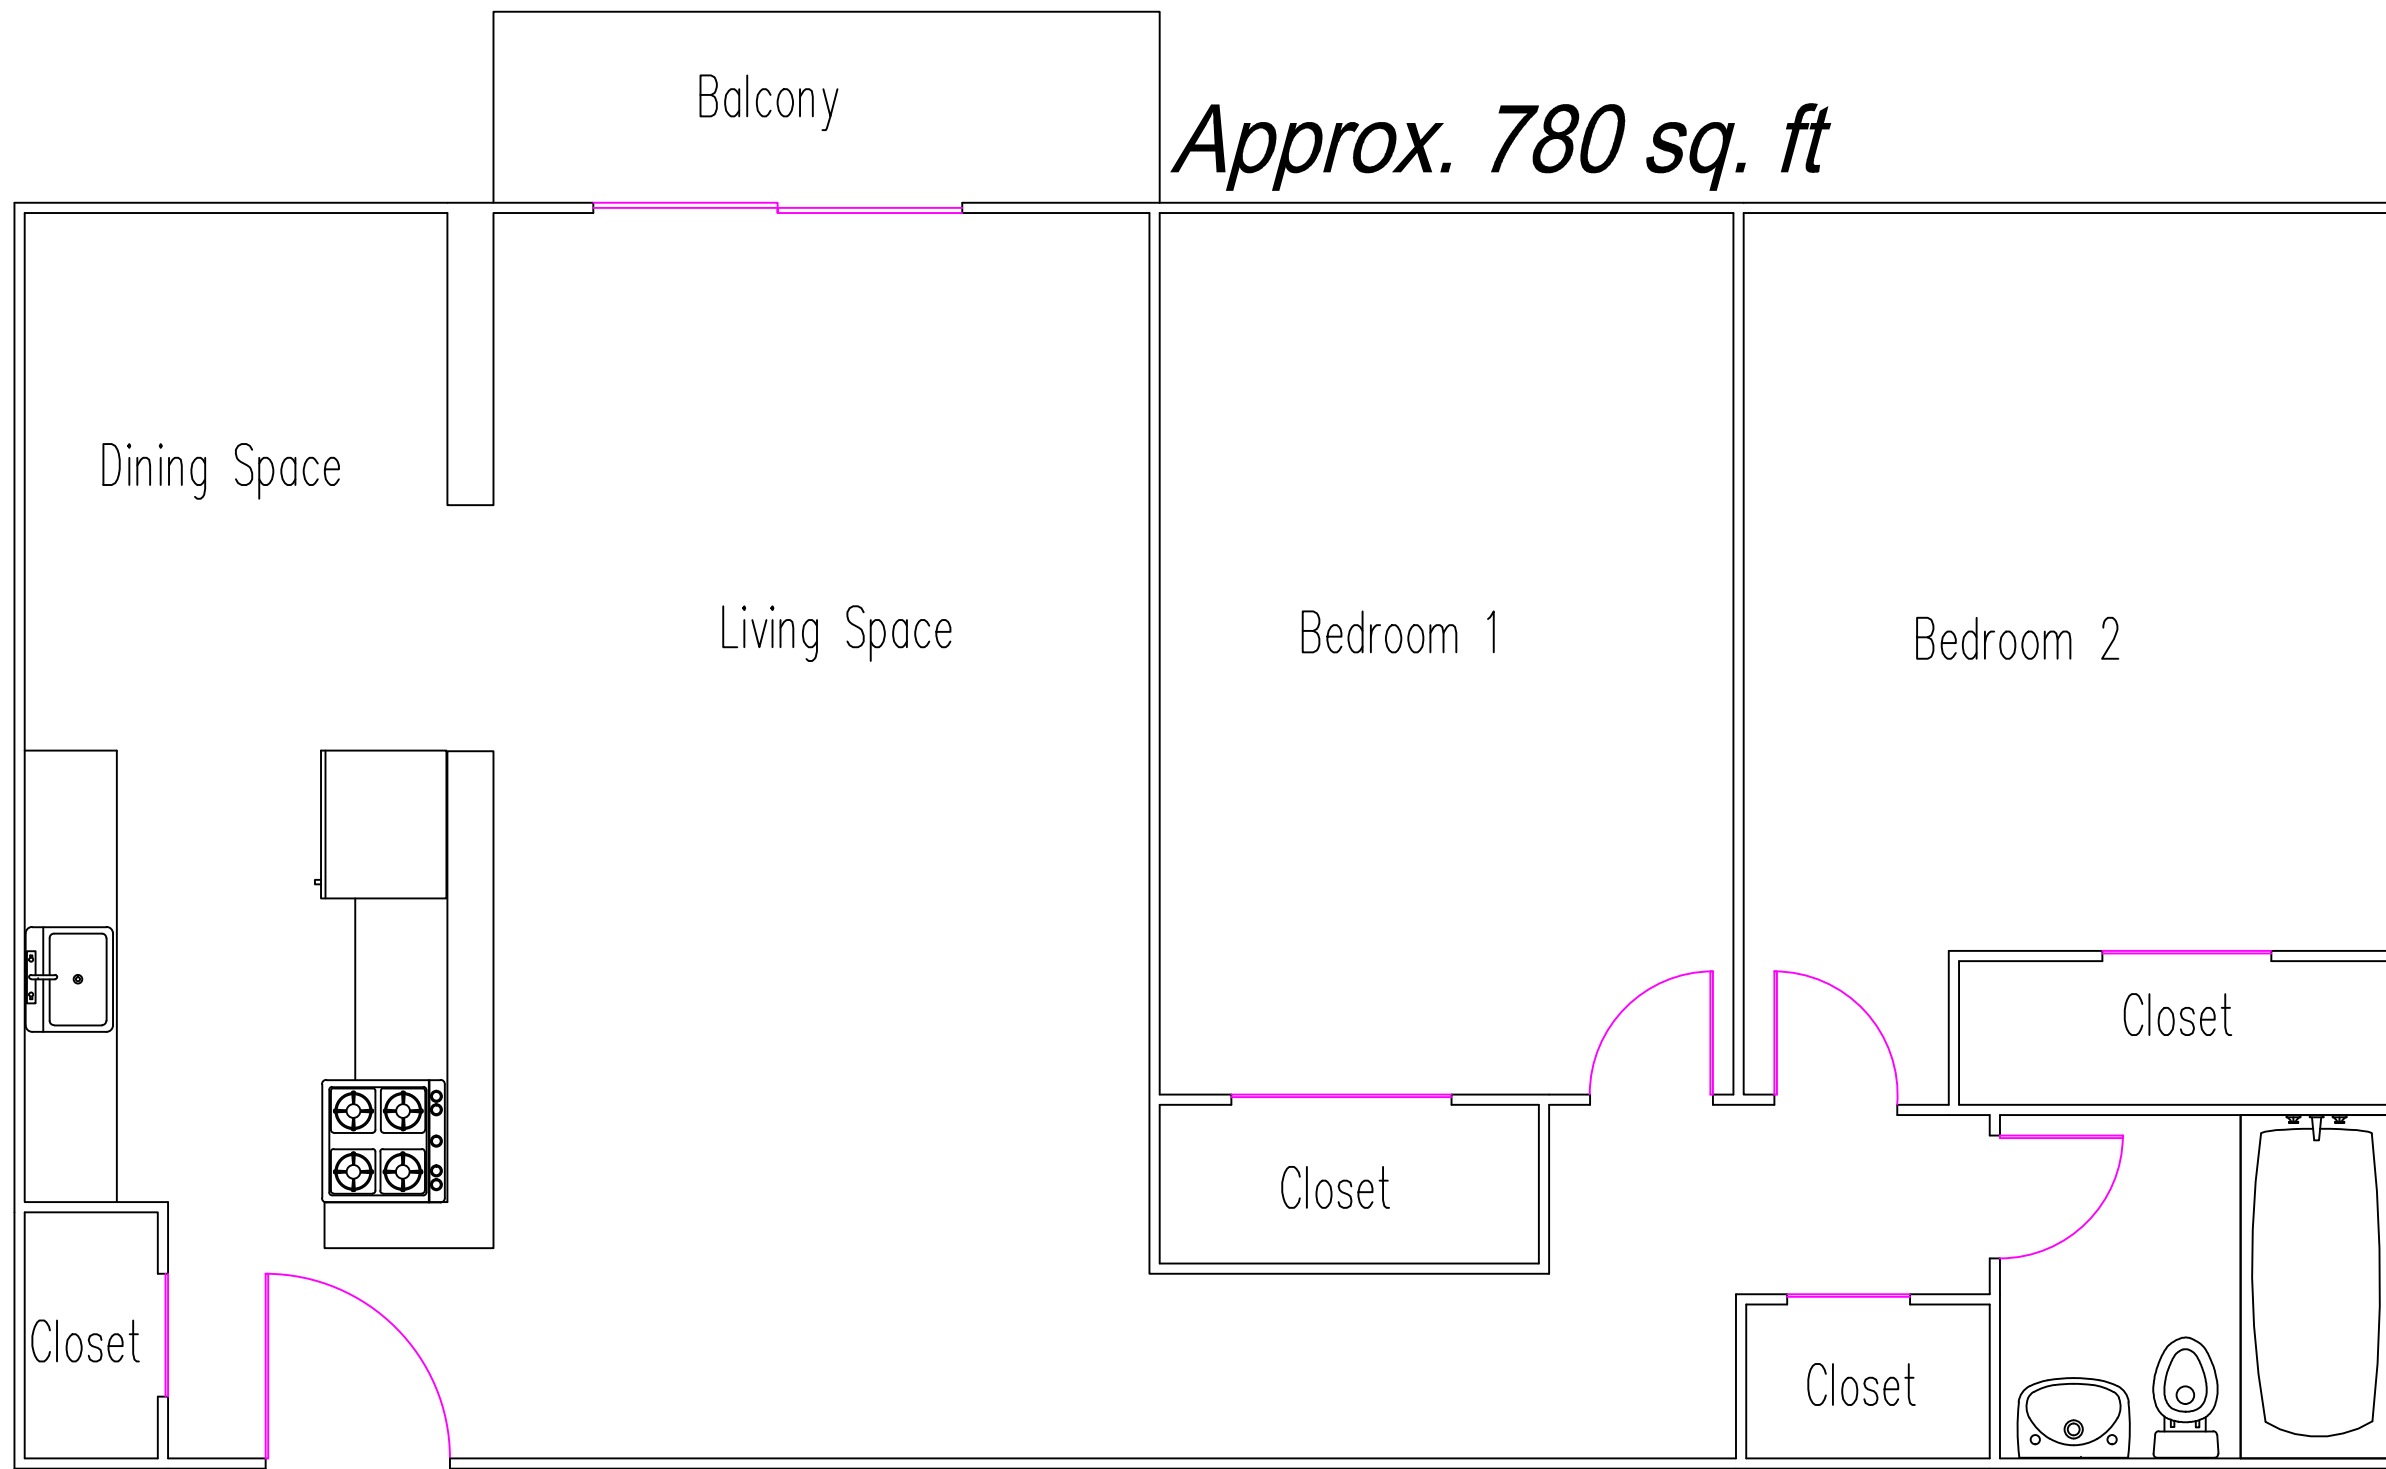 Balcony
Approx. 780 sq. ft
Dining Space
Living Space
Bedroom 1
Bedroom 2
Closet
Closet
Closet
Closet